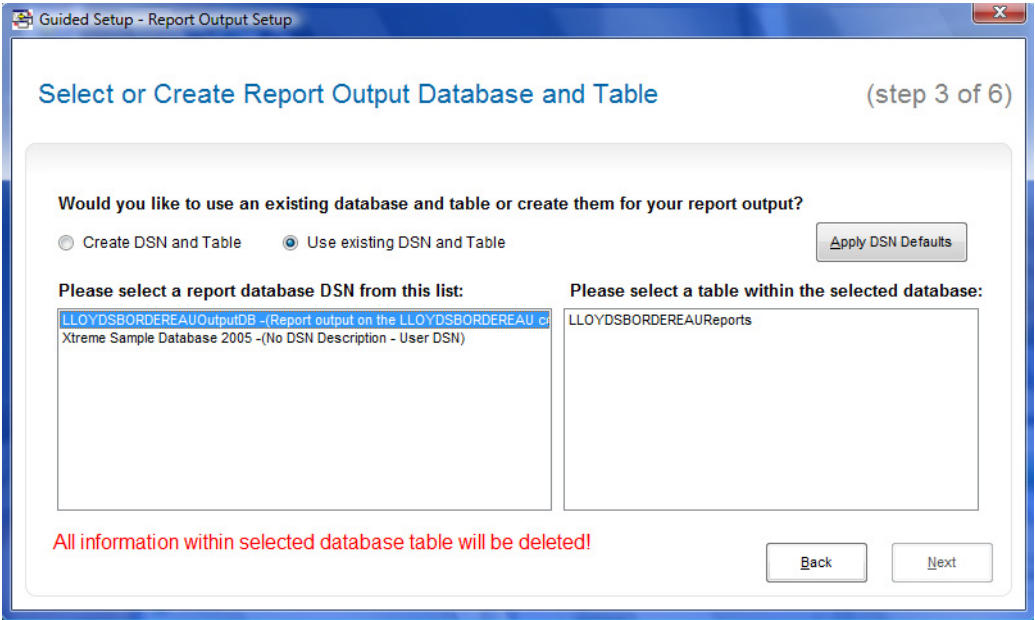 Guided Setup - Report Output Setup
Select or Create Report Output Database and Table (step 3 of 6)
Would you like to use an existing database and table or create them for your report output?
Create DSN and Table Use existing DSN and Table Apply DSN Defaults
Please select a report database DSN from this list: Please select a table within the selected database:
LLOYDSBORDEREAUOutputDB -(Report output on the LLOYDSBORDEREAU LLOYDSBORDEREAUReports
Xtreme Sample Database 2005 -(No DSN Description - User DSN)
All information within selected database table will be deleted!
Back Next